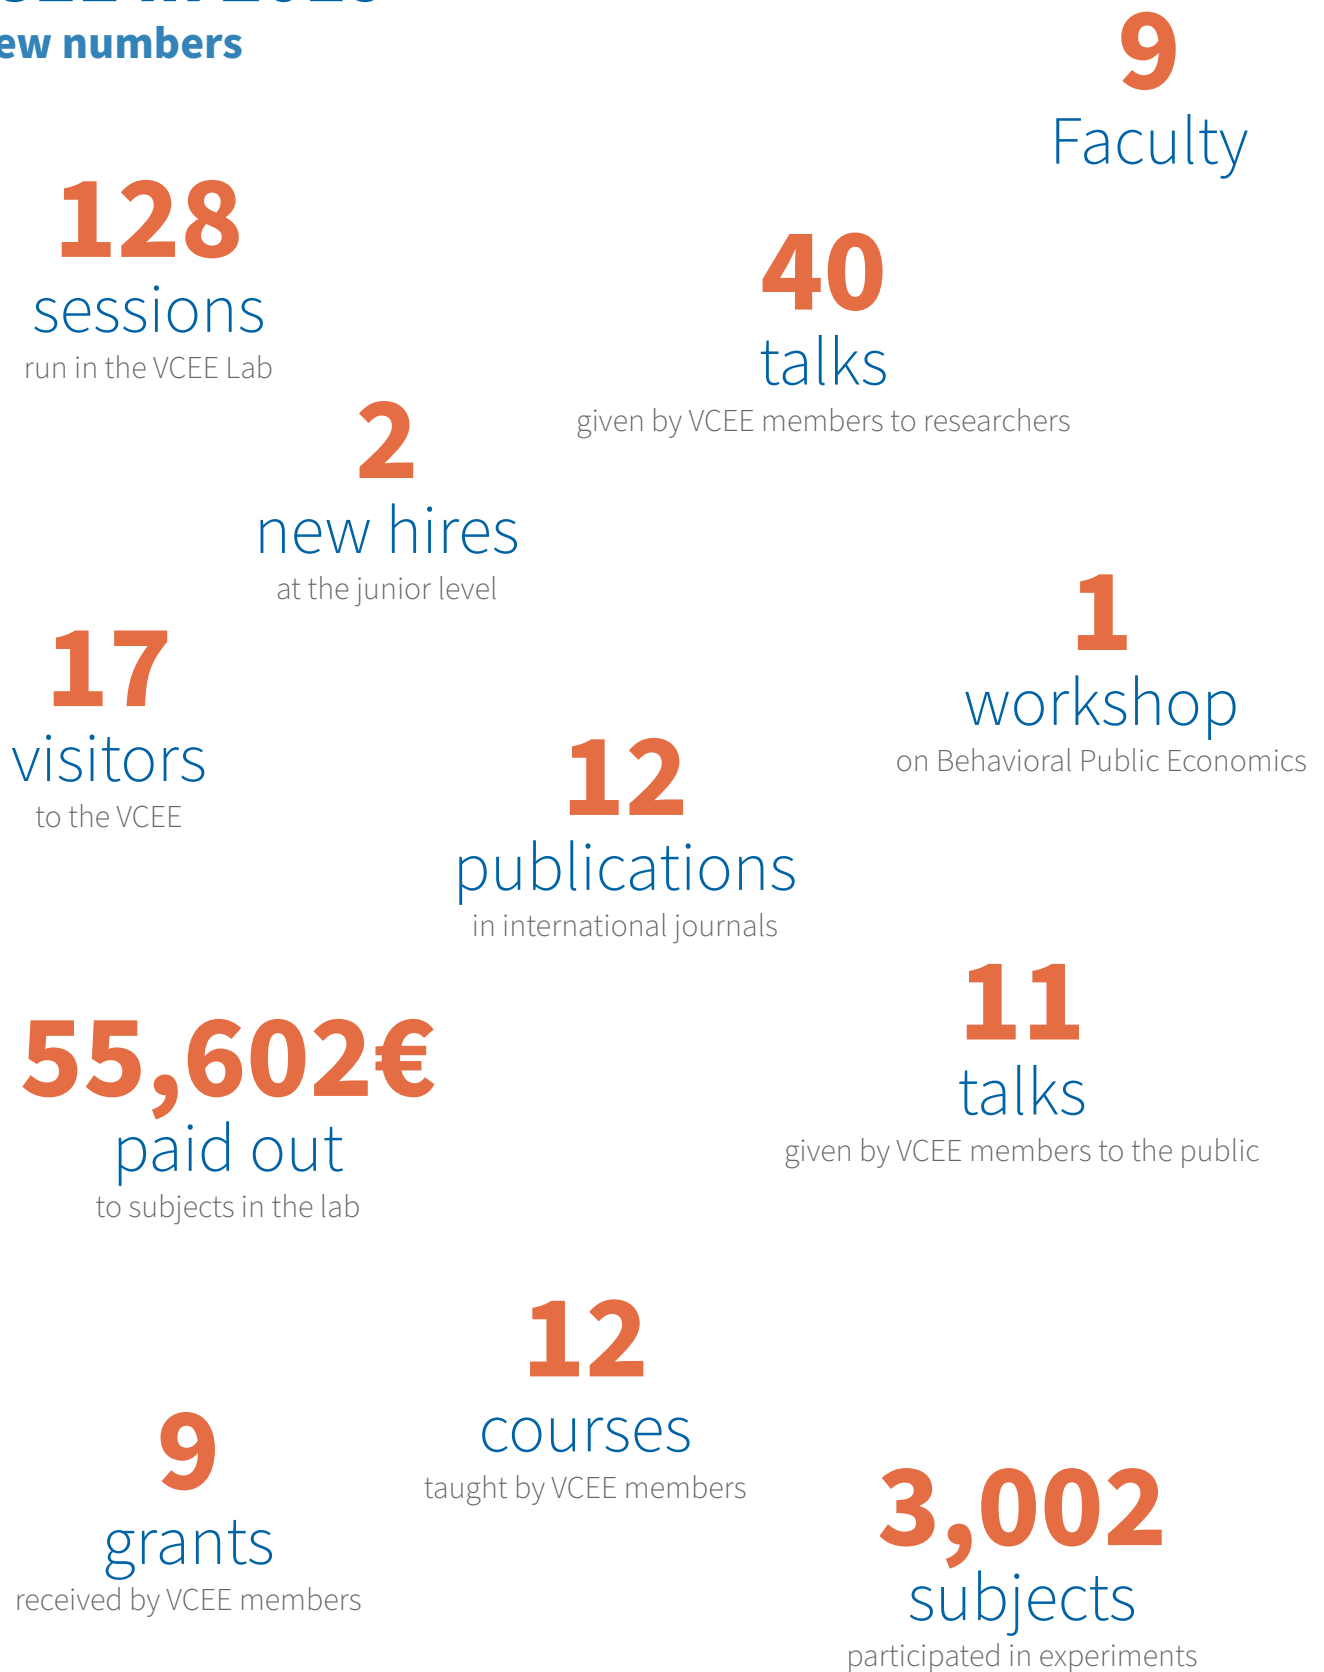 ew numbers
9
Faculty
128
sessions
run in the VCEE Lab
40
talks
given by VCEE members to researchers
2
new hires
at the junior level
1
workshop
on Behavioral Public Economics
17
visitors
to the VCEE
12
publications
in international journals
11
talks
given by VCEE members to the public
55,602€
paid out
to subjects in the lab
12
courses
taught by VCEE members
9
grants
received by VCEE members
3,002
subjects
participated in experiments